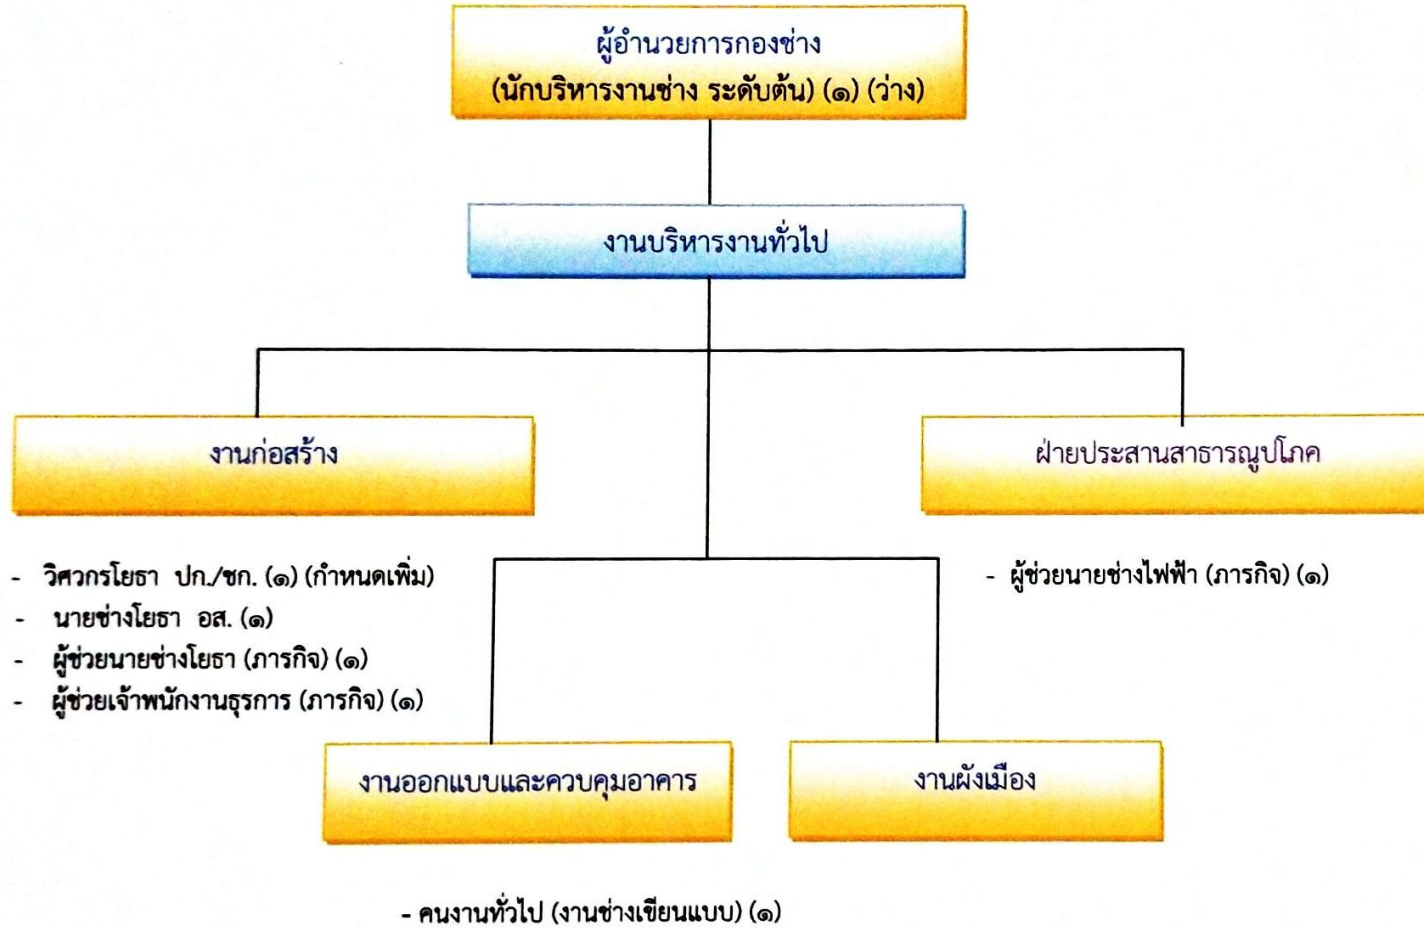 ผู้อำนวยการกองช่าง
(นักบริหารงานช่าง ระดับต้น) (๑) (ว่าง)
งานบริหารงานทั่วไป
งานก่อสร้าง
ฝ่ายประสานสาธารณูปโภค
- วิศวกรโยธา ปก./ชก. (๑) (กำหนดเพิ่ม)
- นายช่างโยธา อส. (๑)
- ผู้ช่วยนายช่างโยธา (ภารกิจ) (๑)
- ผู้ช่วยเจ้าพนักงานธุรการ (ภารกิจ) (๑)
- ผู้ช่วยนายช่างไฟฟ้า (ภารกิจ) (๑)
งานออกแบบและควบคุมอาคาร
งานผังเมือง
- คนงานทั่วไป (งานช่างเขียนแบบ) (๑)